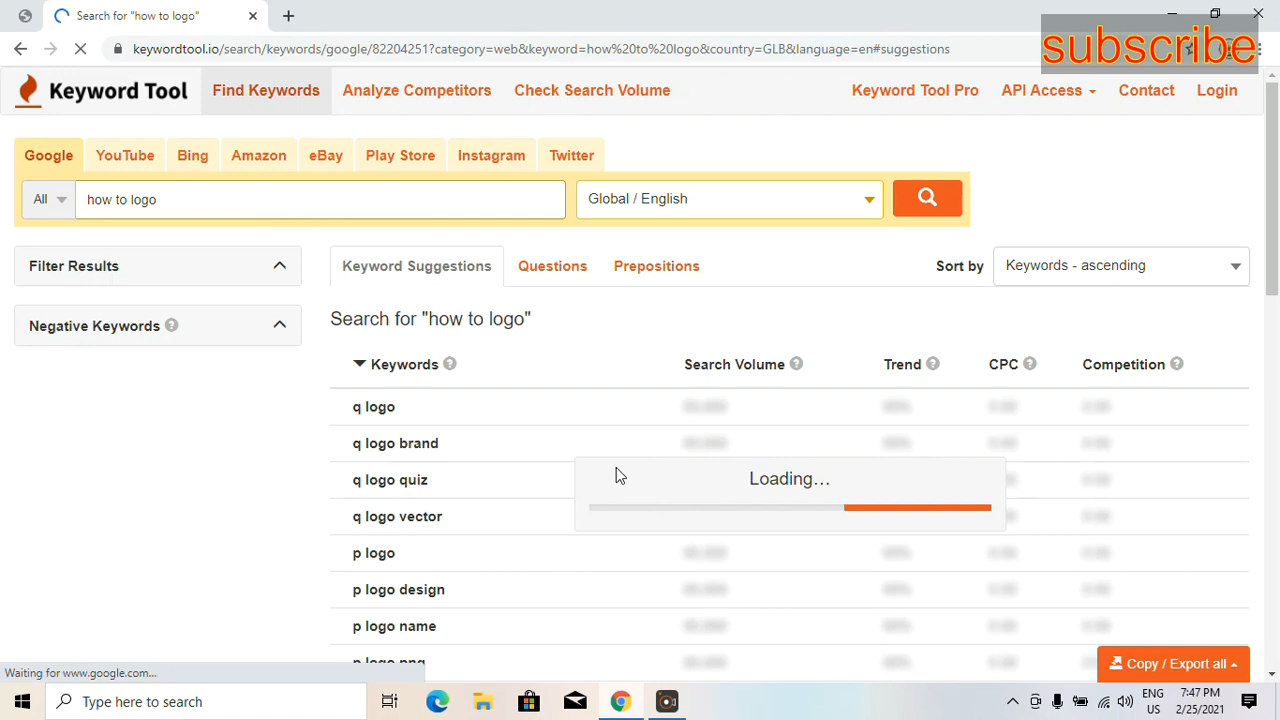 Search for "how to logo"
keywordtool.io/search/keywords/google/82204251?category=web&keyword=how%20to%20logo&country=GLB&language=en#suggestions
subscribe
Keyword Tool
Find Keywords
Analyze Competitors
Check Search Volume
Keyword Tool Pro
API Access
Contact
Login
Google
YouTube
Bing
Amazon
eBay
Play Store
Instagram
Twitter
All
how to logo
Global / English
Filter Results
Keyword Suggestions
Questions
Prepositions
Sort by
Keywords - ascending
Negative Keywords ?
Search for "how to logo"
Keywords ?
Search Volume ?
Trend ?
CPC ?
Competition ?
q logo
q logo brand
q logo quiz
q logo vector
Loading...
p logo
p logo design
p logo name
p logo png
Copy / Export all
Waiting for www.google.com...
Type here to search
ENG
US
7:47 PM
2/25/2021